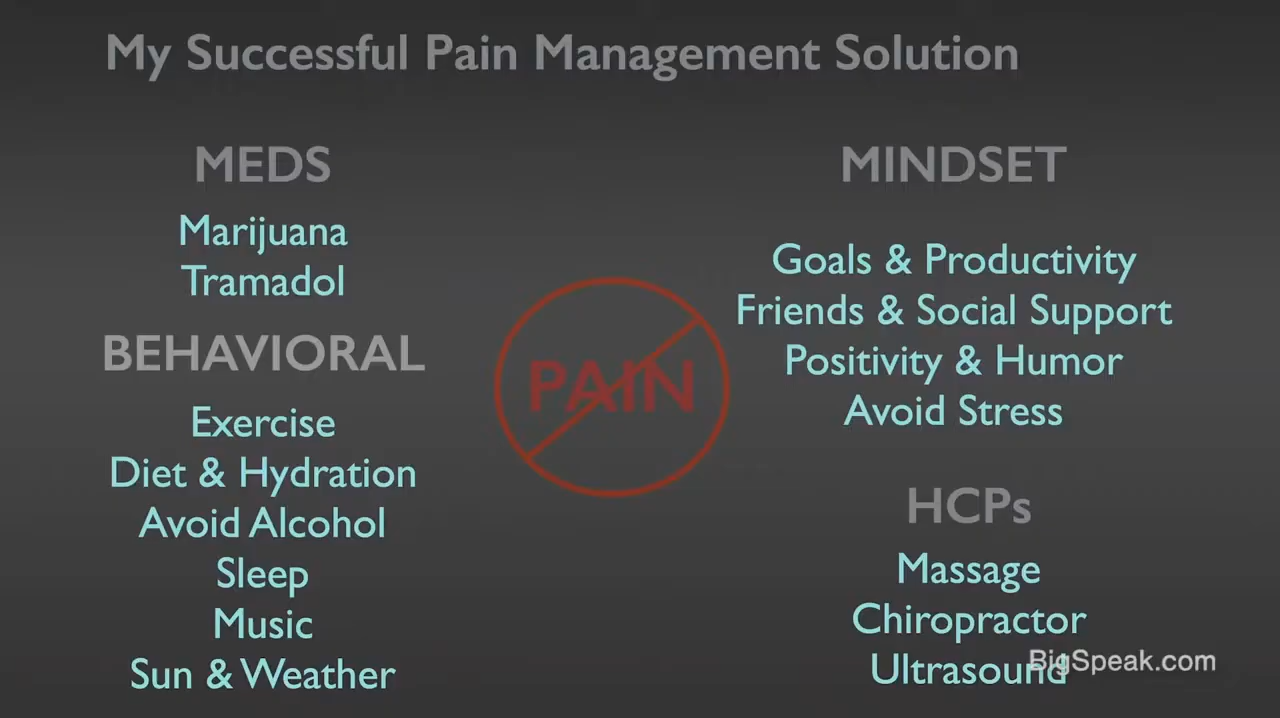 My Successful Pain Management Solution
MEDS
Marijuana
Tramadol
BEHAVIORAL
Exercise
Diet & Hydration
Avoid Alcohol
Sleep
Music
Sun & Weather
PAIN
MINDSET
Goals & Productivity
Friends & Social Support
Positivity & Humor
Avoid Stress
HCPs
Massage
Chiropractor
Ultrasound
BigSpeak.com